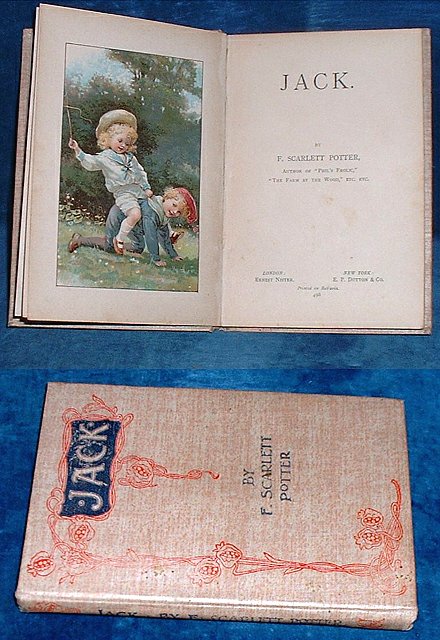 JACK.
BY
F. SCARLETT POTTER,
AUTHOR OF "PHIL'S FROLIC,"
"THE FARM AT THE WOOD," ETC. ETC.
LONDON: NEW YORK:
ERNEST NISTER. E. P. DUTTON & CO.
Printed in Bavaria.
498
JACK
BY
F. SCARLETT
POTTER
JACK BY F. SCARLETT POTTER